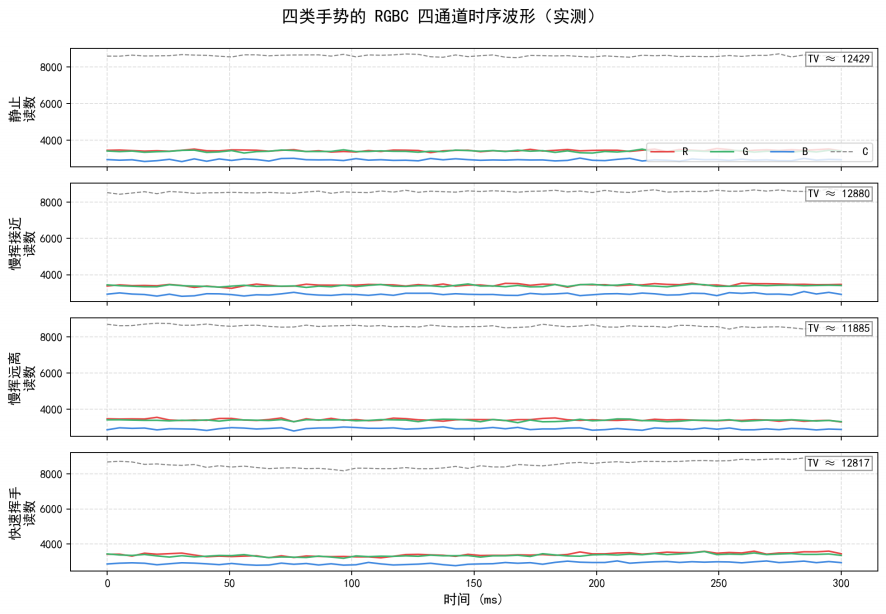 四类手势的 RGBC 四通道时序波形（实测）
静止
读数
8000
4000
TV ≈ 12429
R G B C
慢挥接近
读数
8000
6000
4000
TV ≈ 12880
慢挥远离
读数
8000
6000
4000
TV ≈ 11885
快速挥手
读数
8000
6000
4000
TV ≈ 12817
0 50 100 150 200 250 300
时间 (ms)